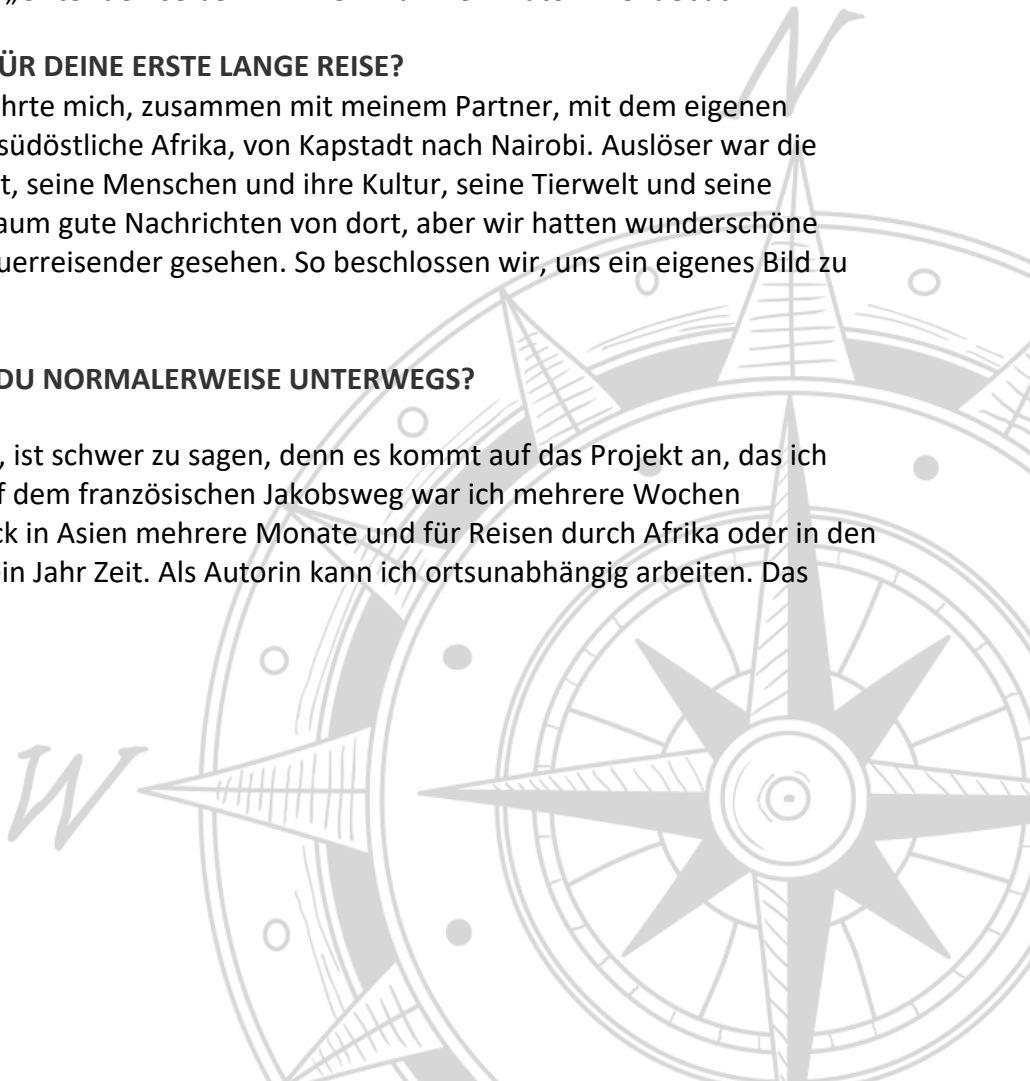 ÜR DEINE ERSTE LANGE REISE?
hrte mich, zusammen mit meinem Partner, mit dem eigenen
südöstliche Afrika, von Kapstadt nach Nairobi. Auslöser war die
t, seine Menschen und ihre Kultur, seine Tierwelt und seine
aum gute Nachrichten von dort, aber wir hatten wunderschöne
uerreisender gesehen. So beschlossen wir, uns ein eigenes Bild zu
DU NORMALERWEISE UNTERWEGS?
, ist schwer zu sagen, denn es kommt auf das Projekt an, das ich
f dem französischen Jakobsweg war ich mehrere Wochen
ck in Asien mehrere Monate und für Reisen durch Afrika oder in den
ein Jahr Zeit. Als Autorin kann ich ortsunabhängig arbeiten. Das
N
W